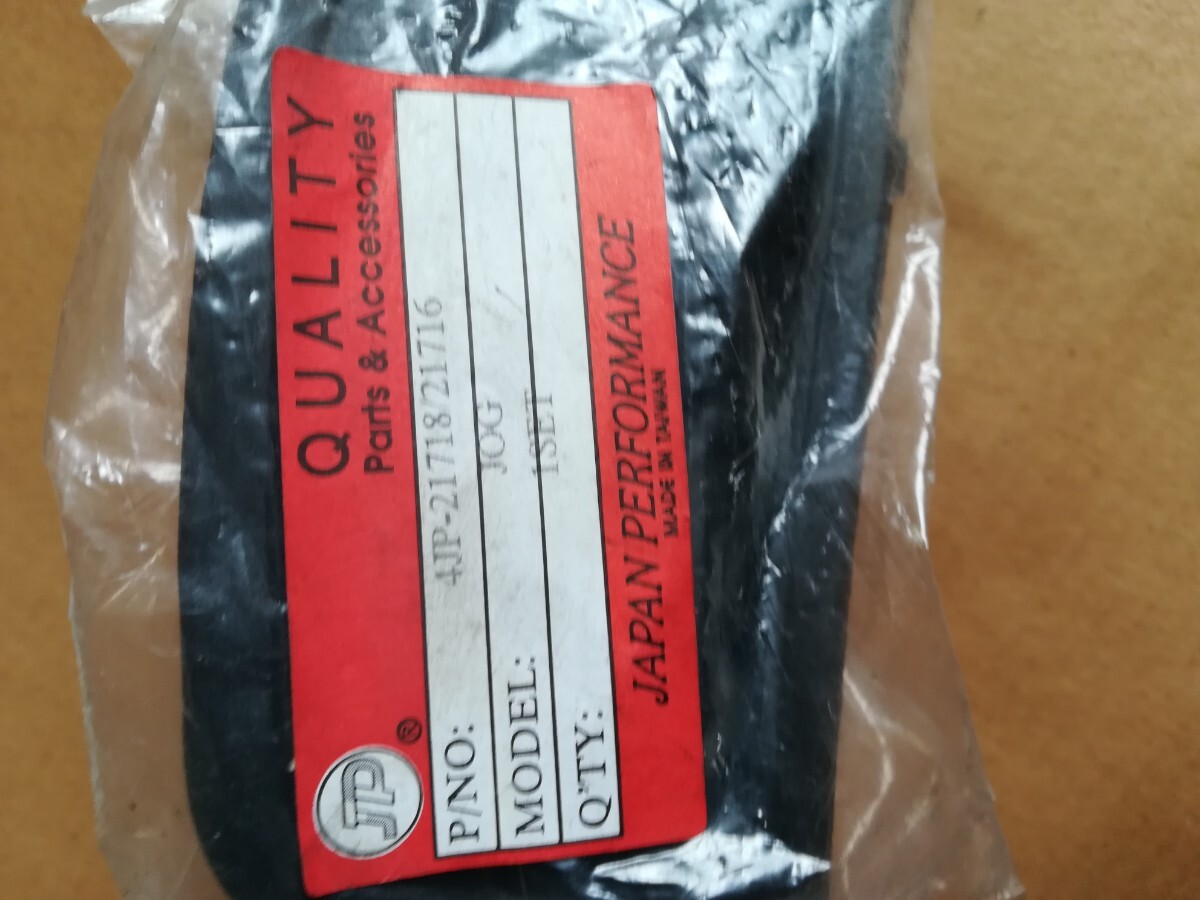 QUALITY
Parts & Accessories
JP ®
P/NO: 4JP-21718/21716
MODEL: JOG
Q'TY: 1SET
JAPAN PERFORMANCE
MADE IN TAIWAN